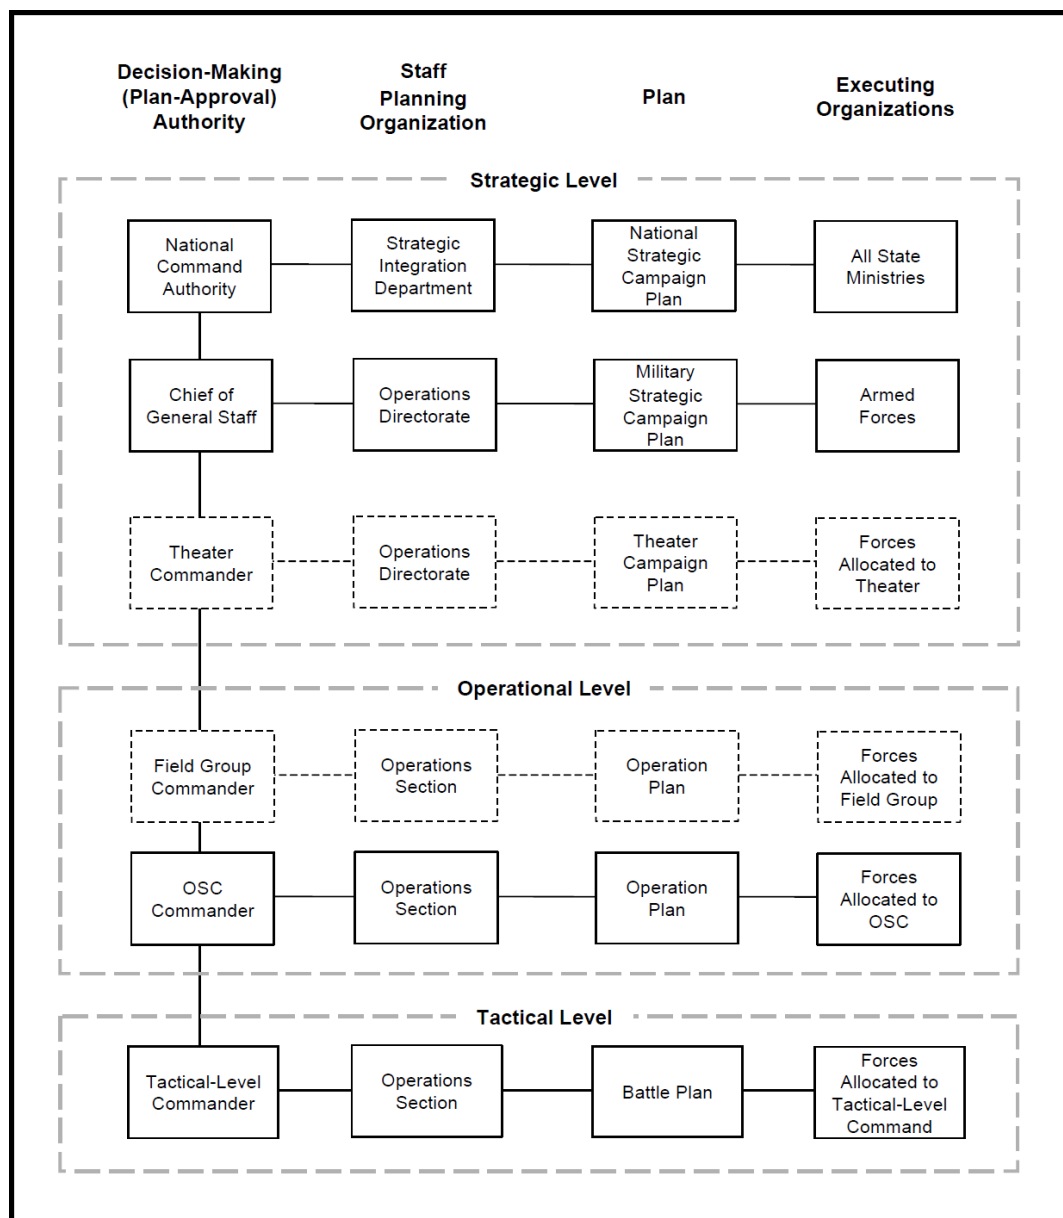 Decision-Making
(Plan-Approval)
Authority
Staff
Planning
Organization
Plan
Executing
Organizations
Strategic Level
National
Command
Authority
Strategic
Integration
Department
National
Strategic
Campaign
Plan
All State
Ministries
Chief of
General Staff
Operations
Directorate
Military
Strategic
Campaign
Plan
Armed
Forces
Theater
Commander
Operations
Directorate
Theater
Campaign
Plan
Forces
Allocated to
Theater
Operational Level
Field Group
Commander
Operations
Section
Operation
Plan
Forces
Allocated to
Field Group
OSC
Commander
Operations
Section
Operation
Plan
Forces
Allocated to
OSC
Tactical Level
Tactical-Level
Commander
Operations
Section
Battle Plan
Forces
Allocated to
Tactical-Level
Command